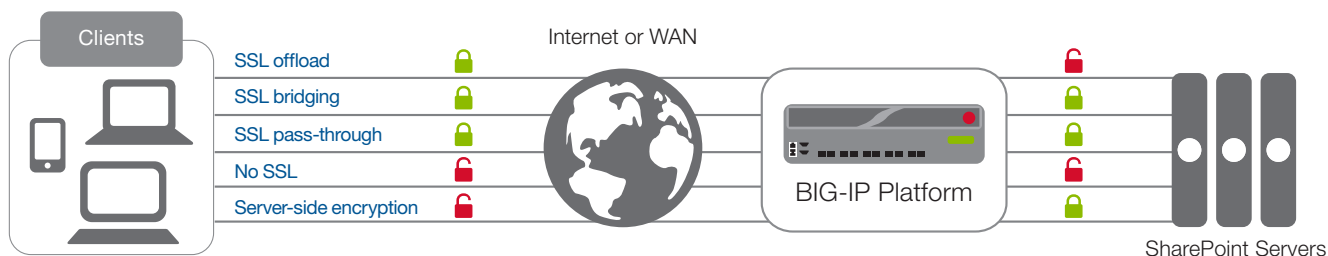 Clients
Internet or WAN
SSL offload
SSL bridging
SSL pass-through
No SSL
Server-side encryption
BIG-IP Platform
SharePoint Servers